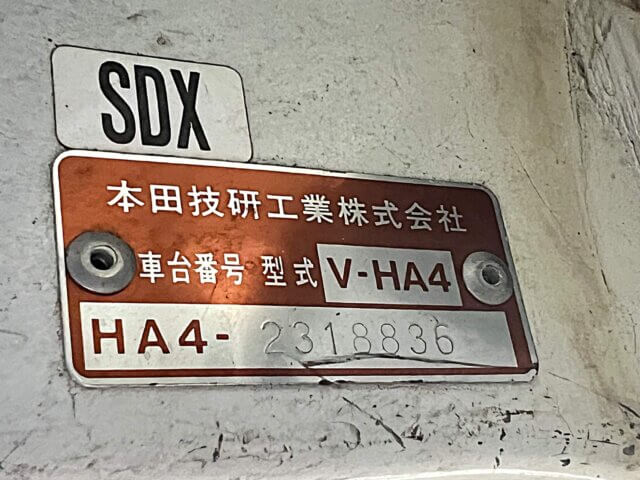 SDX
本田技研工業株式会社
車台番号 型式 V-HA4
HA4- 2318836